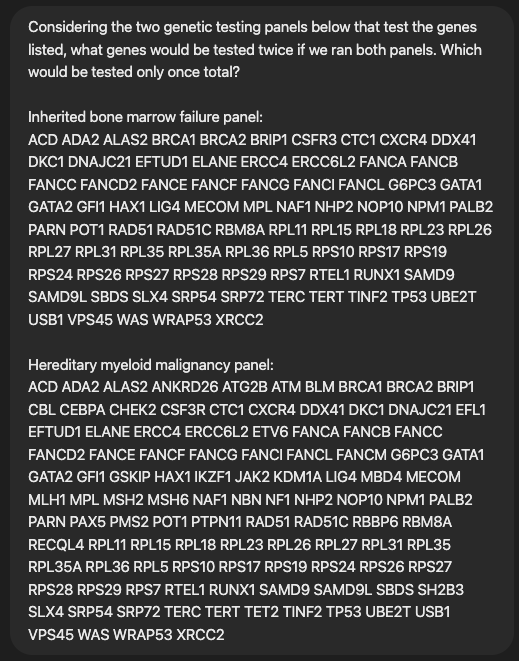 Considering the two genetic testing panels below that test the genes
listed, what genes would be tested twice if we ran both panels. Which
would be tested only once total?
Inherited bone marrow failure panel:
ACD ADA2 ALAS2 BRCA1 BRCA2 BRIP1 CSFR3 CTC1 CXCR4 DDX41
DKC1 DNAJC21 EFTUD1 ELANE ERCC4 ERCC6L2 FANCA FANCB
FANCC FANCD2 FANCE FANCF FANCG FANCI FANCL G6PC3 GATA1
GATA2 GFI1 HAX1 LIG4 MECOM MPL NAF1 NHP2 NOP10 NPM1 PALB2
PARN POT1 RAD51 RAD51C RBM8A RPL11 RPL15 RPL18 RPL23 RPL26
RPL27 RPL31 RPL35 RPL35A RPL36 RPL5 RPS10 RPS17 RPS19
RPS24 RPS26 RPS27 RPS28 RPS29 RPS7 RTEL1 RUNX1 SAMD9
SAMD9L SBDS SLX4 SRP54 SRP72 TERC TERT TINF2 TP53 UBE2T
USB1 VPS45 WAS WRAP53 XRCC2
Hereditary myeloid malignancy panel:
ACD ADA2 ALAS2 ANKRD26 ATG2B ATM BLM BRCA1 BRCA2 BRIP1
CBL CEBPA CHEK2 CSF3R CTC1 CXCR4 DDX41 DKC1 DNAJC21 EFL1
EFTUD1 ELANE ERCC4 ERCC6L2 ETV6 FANCA FANCB FANCC
FANCD2 FANCE FANCF FANCG FANCI FANCL FANCM G6PC3 GATA1
GATA2 GFI1 GSKIP HAX1 IKZF1 JAK2 KDM1A LIG4 MBD4 MECOM
MLH1 MPL MSH2 MSH6 NAF1 NBN NF1 NHP2 NOP10 NPM1 PALB2
PARN PAX5 PMS2 POT1 PTPN11 RAD51 RAD51C RBBP6 RBM8A
RECQL4 RPL11 RPL15 RPL18 RPL23 RPL26 RPL27 RPL31 RPL35
RPL35A RPL36 RPL5 RPS10 RPS17 RPS19 RPS24 RPS26 RPS27
RPS28 RPS29 RPS7 RTEL1 RUNX1 SAMD9 SAMD9L SBDS SH2B3
SLX4 SRP54 SRP72 TERC TERT TET2 TINF2 TP53 UBE2T USB1
VPS45 WAS WRAP53 XRCC2